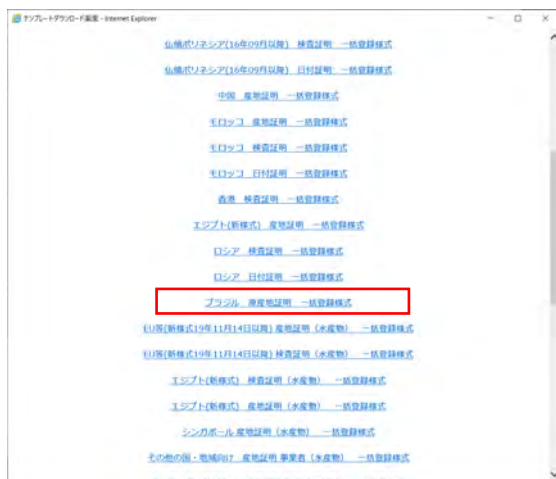 テンプレートダウンロード画面 - Internet Explorer
仏領ポリネシア(16年09月以降) 検査証明 一括登録様式
仏領ポリネシア(16年09月以降) 日付証明 一括登録様式
中国 産地証明 一括登録様式
モロッコ 産地証明 一括登録様式
モロッコ 検査証明 一括登録様式
モロッコ 日付証明 一括登録様式
香港 検査証明 一括登録様式
エジプト(新様式) 産地証明 一括登録様式
ロシア 検査証明 一括登録様式
ロシア 日付証明 一括登録様式
ブラジル 原産地証明 一括登録様式
EU等(新様式19年11月14日以降) 産地証明（水産物） 一括登録様式
EU等(新様式19年11月14日以降) 検査証明（水産物） 一括登録様式
エジプト(新様式) 検査証明（水産物） 一括登録様式
エジプト(新様式) 産地証明（水産物） 一括登録様式
シンガポール 産地証明（水産物） 一括登録様式
その他の国・地域向け 産地証明 事業者（水産物） 一括登録様式